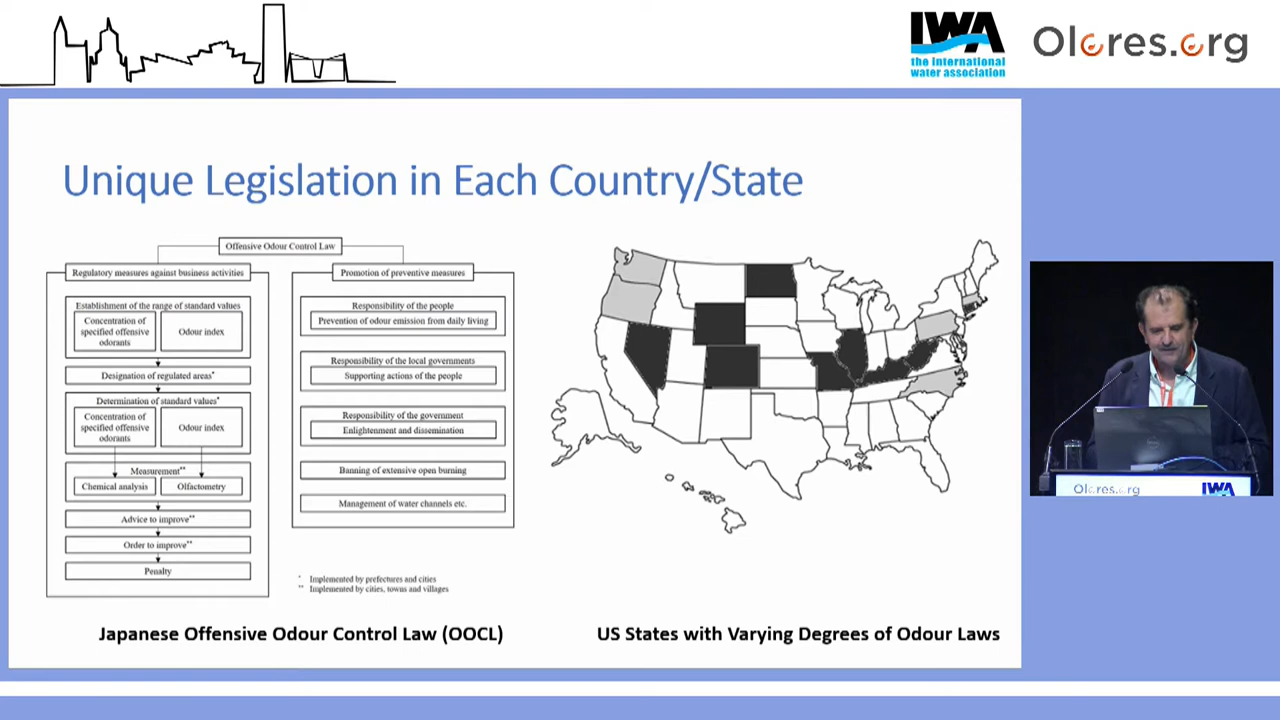 IWA
the international
water association
Olores.org
Unique Legislation in Each Country/State
Offensive Odour Control Law
Regulatory measures against business activities
Establishment of the range of standard values
Concentration of
specified offensive
odorants
Odour index
Designation of regulated areas*
Determination of standard values*
Concentration of
specified offensive
odorants
Odour index
Measurement**
Chemical analysis
Olfactometry
Advice to improve**
Order to improve**
Penalty
Promotion of preventive measures
Responsibility of the people
Prevention of odour emission from daily living
Responsibility of the local governments
Supporting actions of the people
Responsibility of the government
Enlightenment and dissemination
Banning of extensive open burning
Management of water channels etc.
* Implemented by prefectures and cities
** Implemented by cities, towns and villages
Japanese Offensive Odour Control Law (OOCL)
US States with Varying Degrees of Odour Laws
Olores.org
IWA